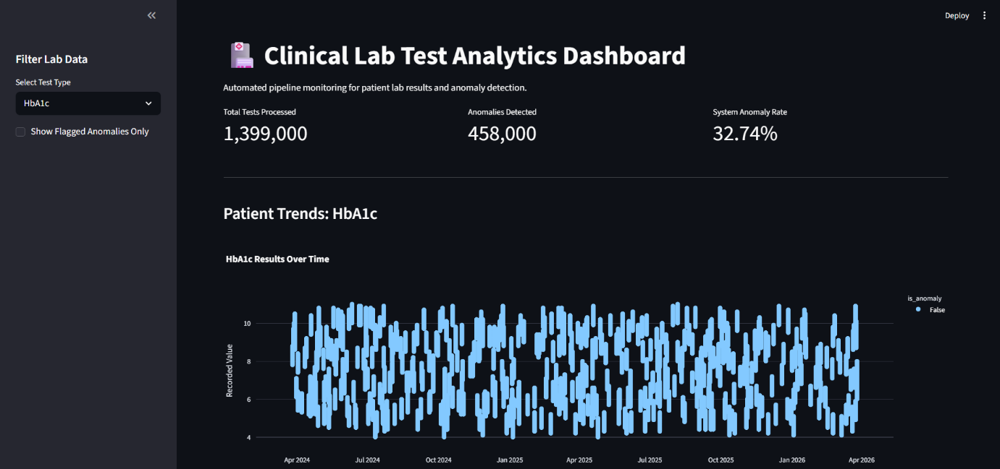 Deploy
Filter Lab Data
Select Test Type
HbA1c
Show Flagged Anomalies Only
Clinical Lab Test Analytics Dashboard
Automated pipeline monitoring for patient lab results and anomaly detection.
Total Tests Processed
1,399,000
Anomalies Detected
458,000
System Anomaly Rate
32.74%
Patient Trends: HbA1c
HbA1c Results Over Time
is_anomaly
False
Recorded Value
10
8
6
4
Apr 2024
Jul 2024
Oct 2024
Jan 2025
Apr 2025
Jul 2025
Oct 2025
Jan 2026
Apr 2026